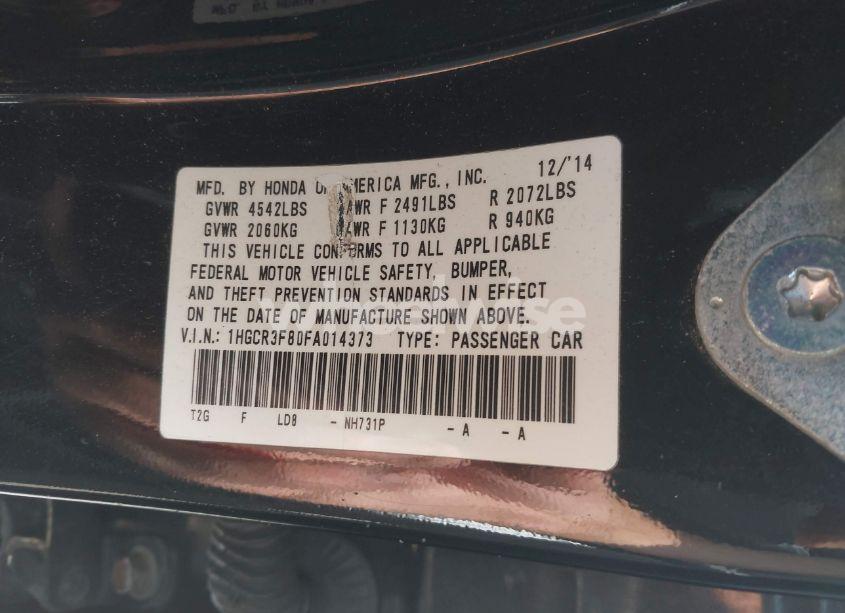 MFD. BY HONDA OF AMERICA MFG., INC. 12/'14
GVWR 4542LBS GAWR F 2491LBS R 2072LBS
GVWR 2060KG GAWR F 1130KG R 940KG
THIS VEHICLE CONFORMS TO ALL APPLICABLE
FEDERAL MOTOR VEHICLE SAFETY, BUMPER,
AND THEFT PREVENTION STANDARDS IN EFFECT
ON THE DATE OF MANUFACTURE SHOWN ABOVE.
V.I.N.: 1HGCR3F80FA014373 TYPE: PASSENGER CAR
T2G F LD8 - NH731P - A - A